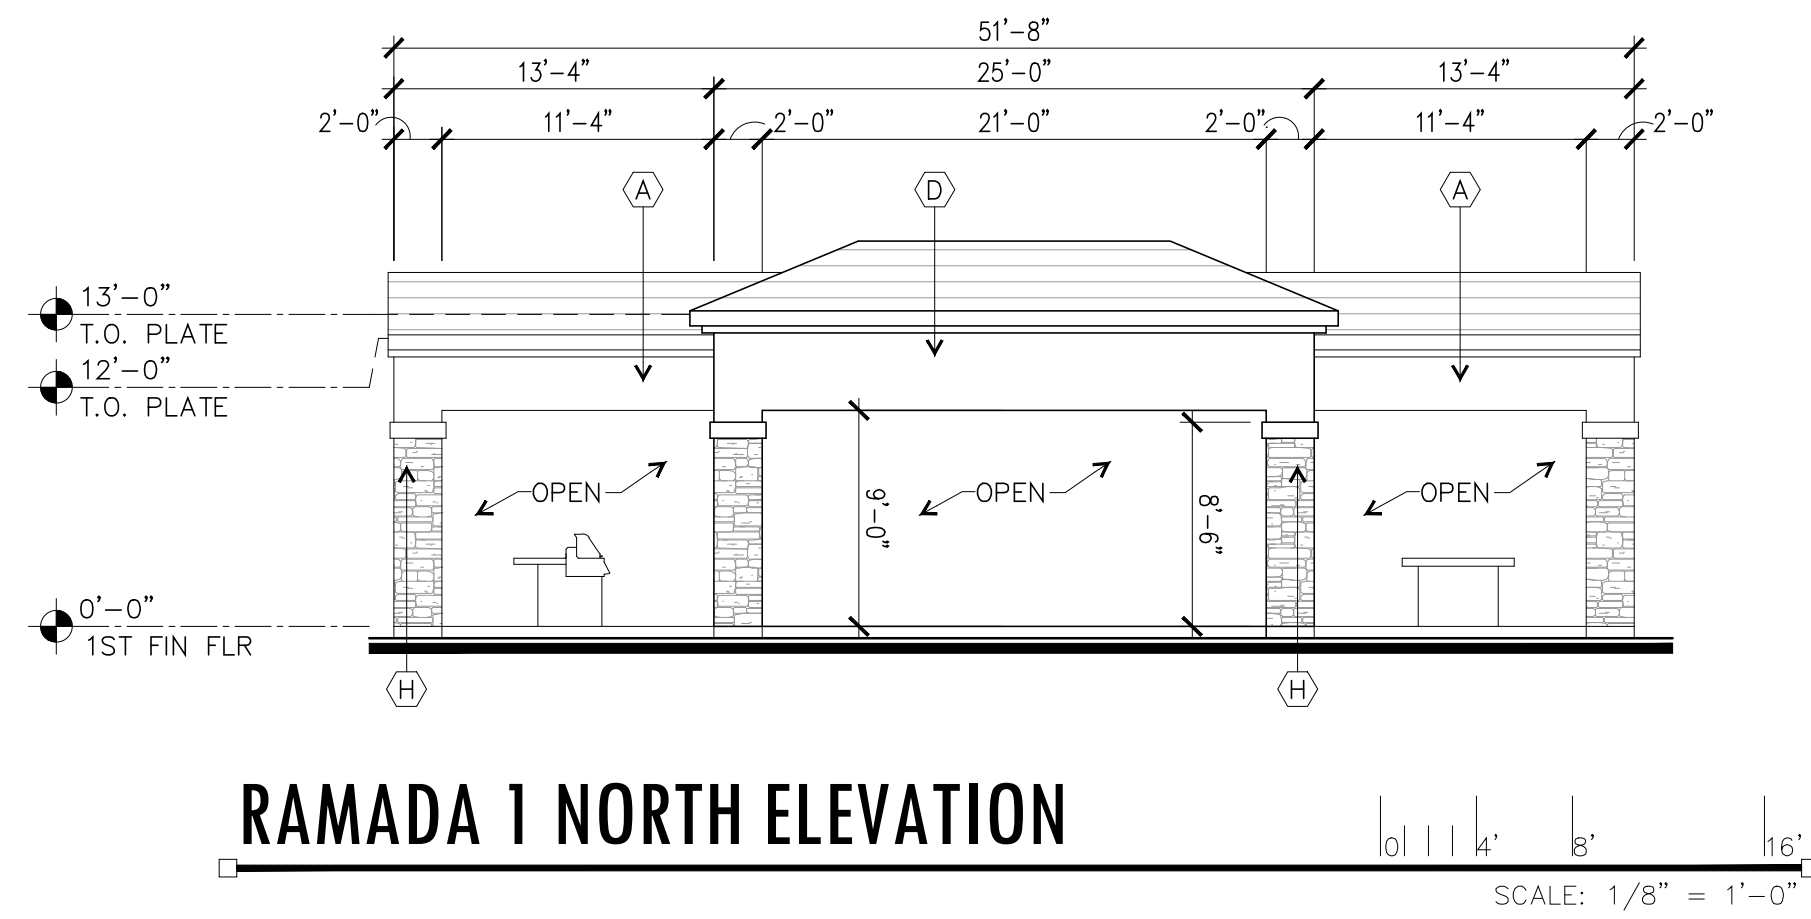 51'-8"
13'-4" 25'-0" 13'-4"
2'-0" 11'-4" 2'-0" 21'-0" 2'-0" 11'-4" 2'-0"
A D A
13'-0"
T.O. PLATE
12'-0"
T.O. PLATE
OPEN OPEN OPEN
9'-0"
8'-6"
0'-0"
1ST FIN FLR
H H
RAMADA 1 NORTH ELEVATION
0 4' 8' 16'
SCALE: 1/8" = 1'-0"